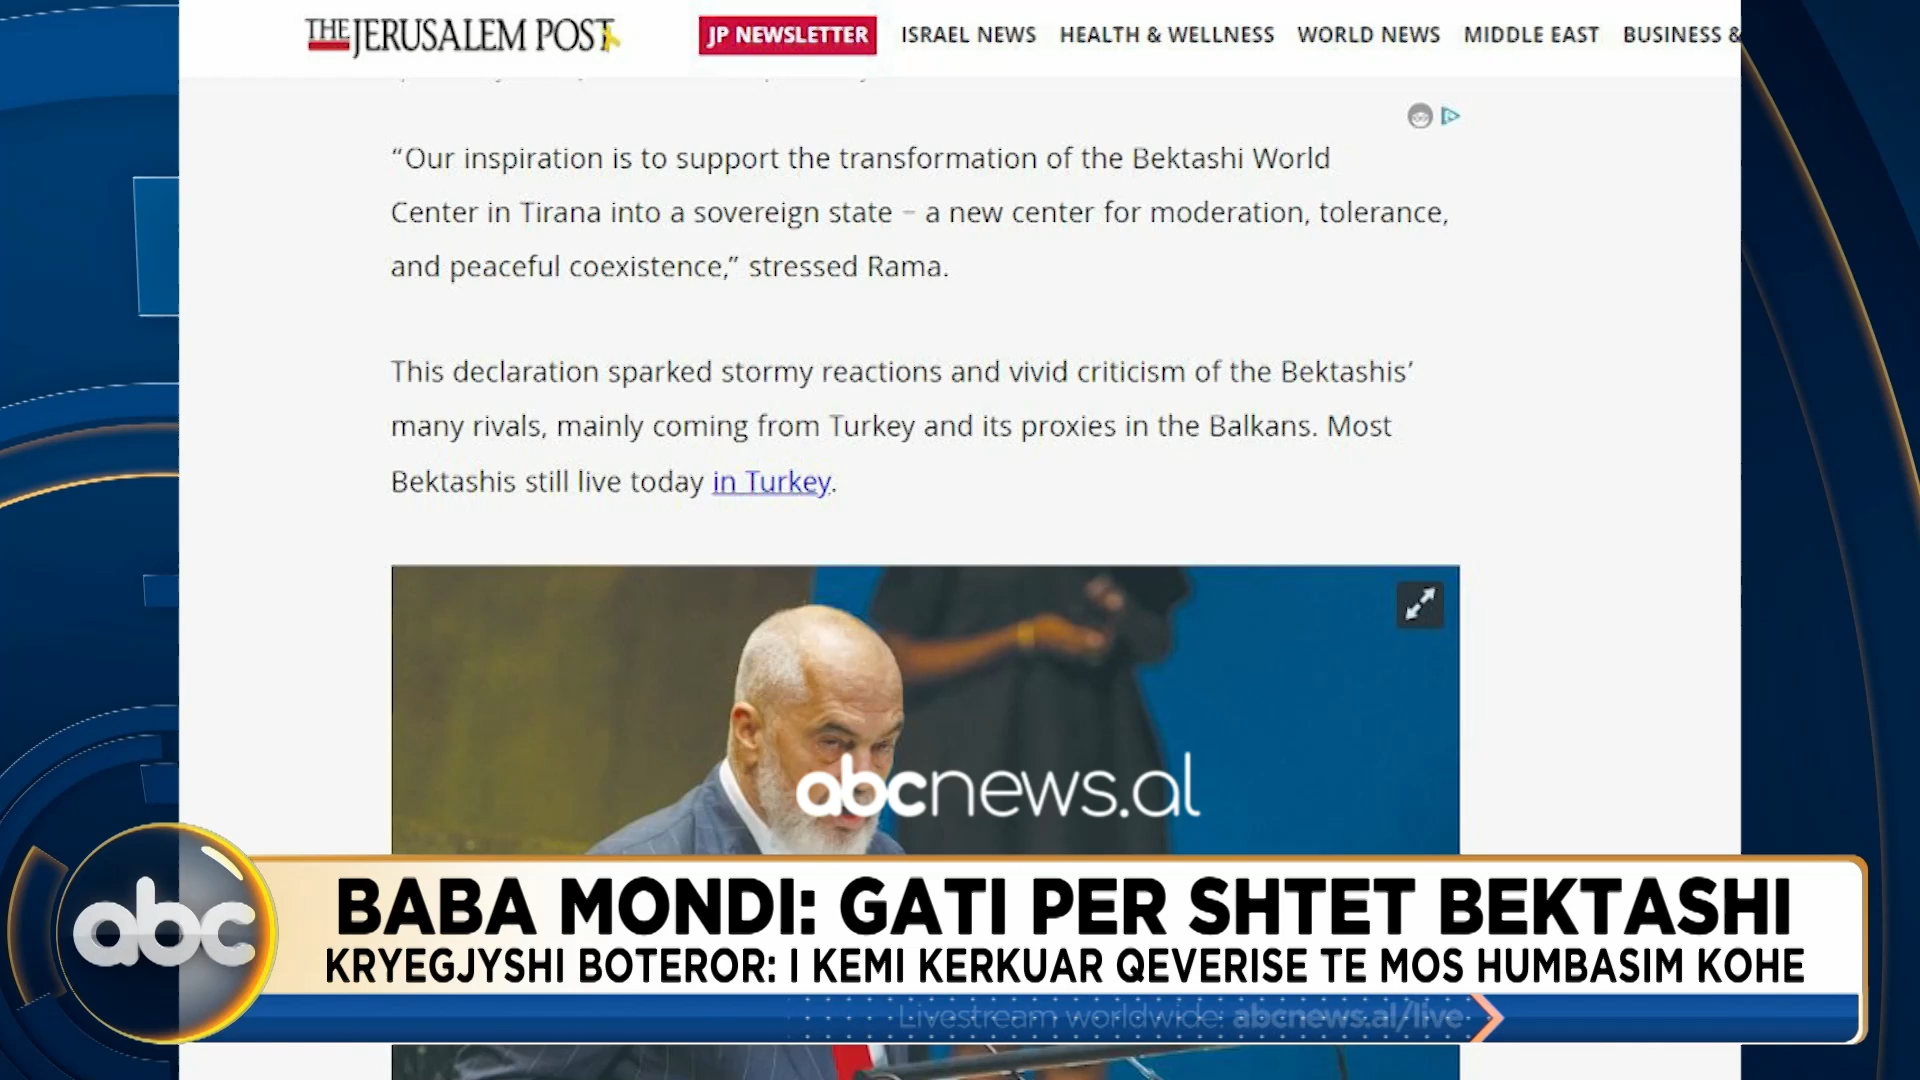 THE JERUSALEM POST
JP NEWSLETTER ISRAEL NEWS HEALTH & WELLNESS WORLD NEWS MIDDLE EAST BUSINESS &
“Our inspiration is to support the transformation of the Bektashi World
Center in Tirana into a sovereign state – a new center for moderation, tolerance,
and peaceful coexistence,” stressed Rama.
This declaration sparked stormy reactions and vivid criticism of the Bektashis’
many rivals, mainly coming from Turkey and its proxies in the Balkans. Most
Bektashis still live today in Turkey.
abcnews.al
abc
BABA MONDI: GATI PER SHTET BEKTASHI
KRYEGJYSHI BOTEROR: I KEMI KERKUAR QEVERISE TE MOS HUMBASIM KOHE
Livestream worldwide: abcnews.al/live